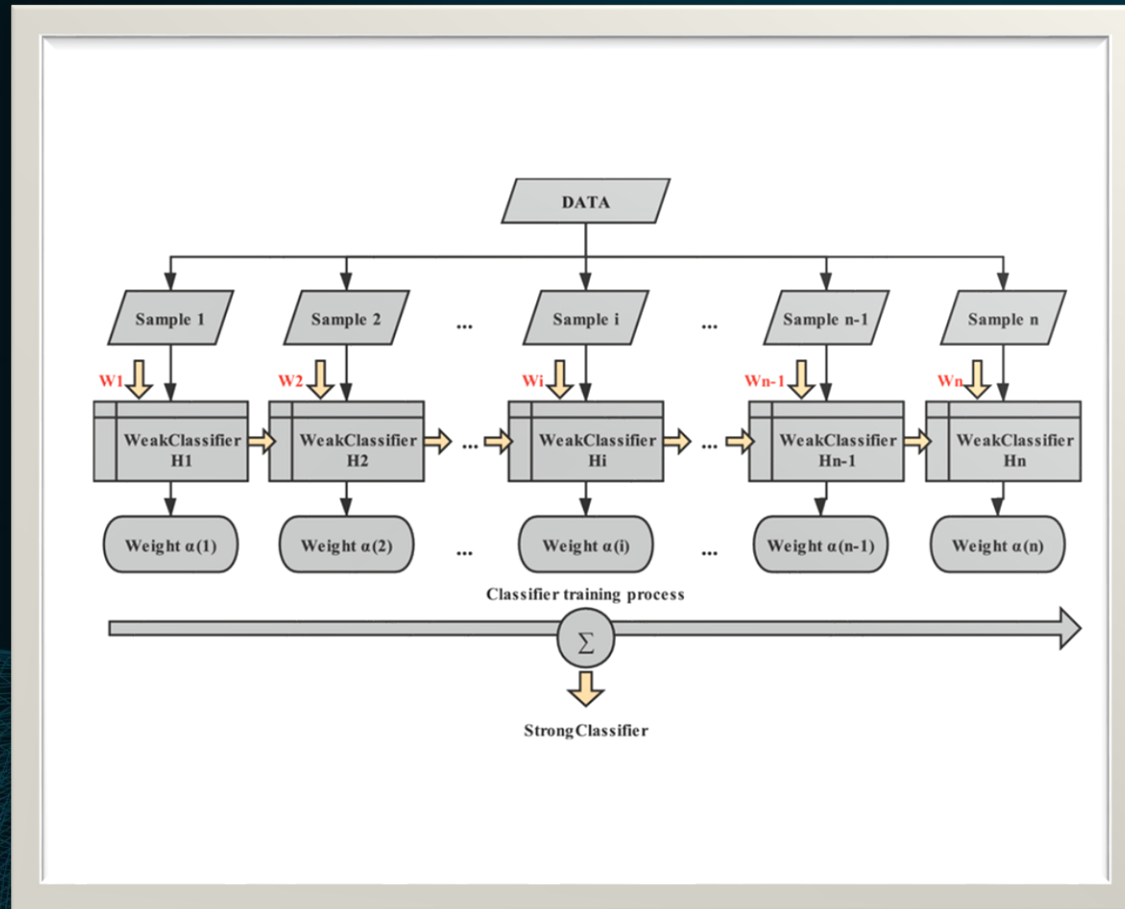 DATA
Sample 1
Sample 2
...
Sample i
...
Sample n-1
Sample n
W1
W2
Wi
Wn-1
Wn
WeakClassifier
H1
WeakClassifier
H2
...
WeakClassifier
Hi
...
WeakClassifier
Hn-1
WeakClassifier
Hn
Weight α(1)
Weight α(2)
...
Weight α(i)
...
Weight α(n-1)
Weight α(n)
Classifier training process
Σ
StrongClassifier